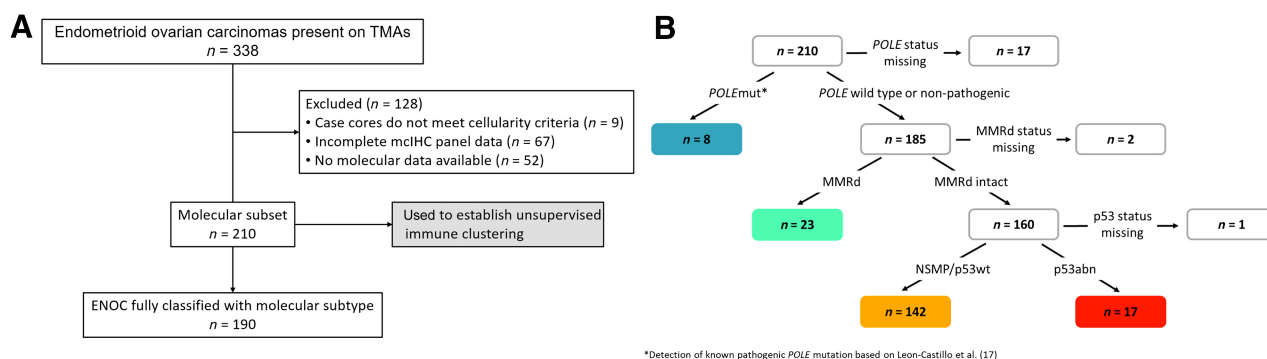 A
Endometrioid ovarian carcinomas present on TMAs
n = 338
Excluded (n = 128)
• Case cores do not meet cellularity criteria (n = 9)
• Incomplete mcIHC panel data (n = 67)
• No molecular data available (n = 52)
Molecular subset
n = 210
Used to establish unsupervised
immune clustering
ENOC fully classified with molecular subtype
n = 190
B
n = 210
POLE status
missing
n = 17
POLEmut*
POLE wild type or non-pathogenic
n = 8
n = 185
MMRd status
missing
n = 2
MMRd
MMRd intact
n = 23
n = 160
p53 status
missing
n = 1
NSMP/p53wt
p53abn
n = 142
n = 17
*Detection of known pathogenic POLE mutation based on Leon-Castillo et al. (17)